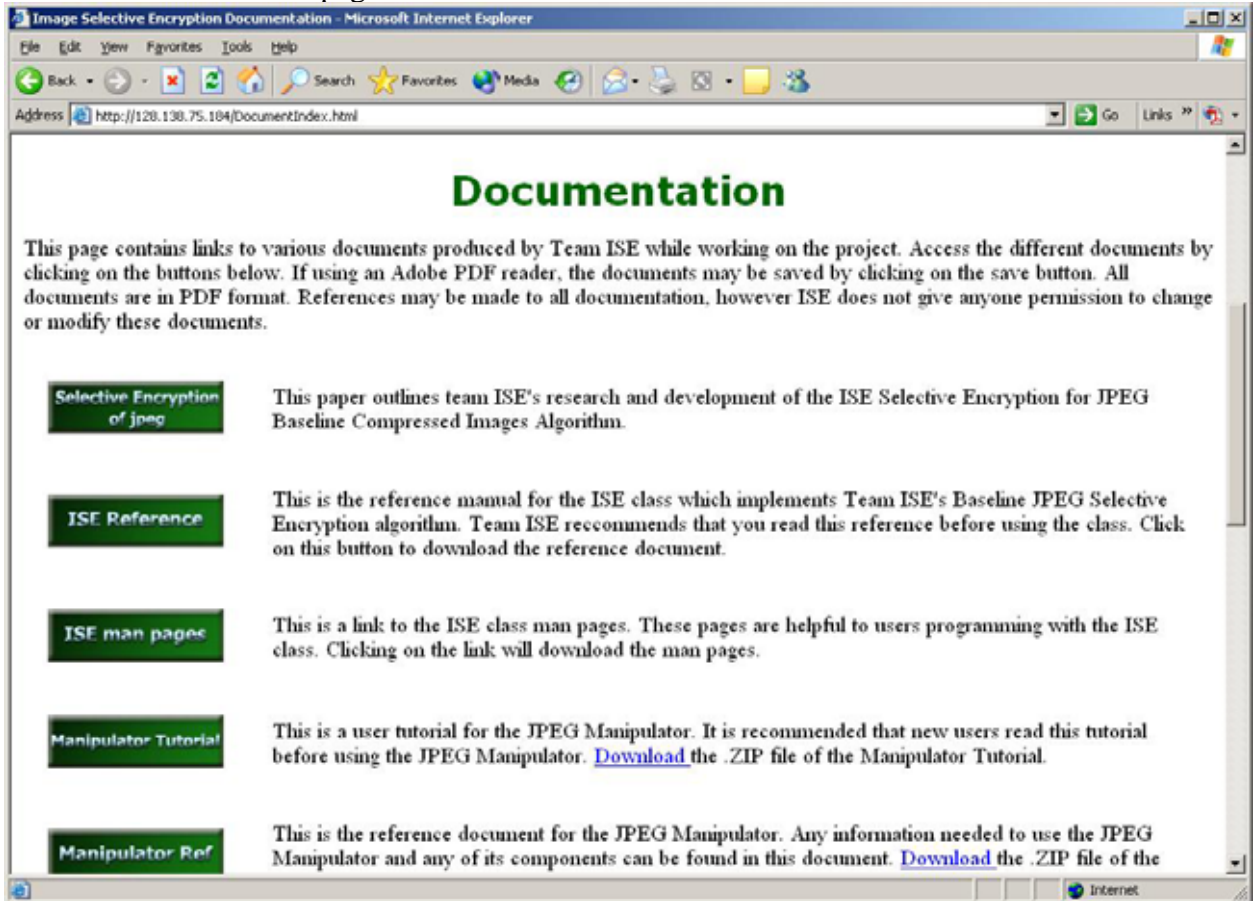 Image Selective Encryption Documentation - Microsoft Internet Explorer
File Edit View Favorites Tools Help
Back Search Favorites Media
Address http://128.138.75.184/DocumentIndex.html Go Links »
Documentation
This page contains links to various documents produced by Team ISE while working on the project. Access the different documents by
clicking on the buttons below. If using an Adobe PDF reader, the documents may be saved by clicking on the save button. All
documents are in PDF format. References may be made to all documentation, however ISE does not give anyone permission to change
or modify these documents.
Selective Encryption
of jpeg
This paper outlines team ISE's research and development of the ISE Selective Encryption for JPEG
Baseline Compressed Images Algorithm.
ISE Reference
This is the reference manual for the ISE class which implements Team ISE's Baseline JPEG Selective
Encryption algorithm. Team ISE reccommends that you read this reference before using the class. Click
on this button to download the reference document.
ISE man pages
This is a link to the ISE class man pages. These pages are helpful to users programming with the ISE
class. Clicking on the link will download the man pages.
Manipulator Tutorial
This is a user tutorial for the JPEG Manipulator. It is recommended that new users read this tutorial
before using the JPEG Manipulator. Download the .ZIP file of the Manipulator Tutorial.
Manipulator Ref
This is the reference document for the JPEG Manipulator. Any information needed to use the JPEG
Manipulator and any of its components can be found in this document. Download the .ZIP file of the
Internet